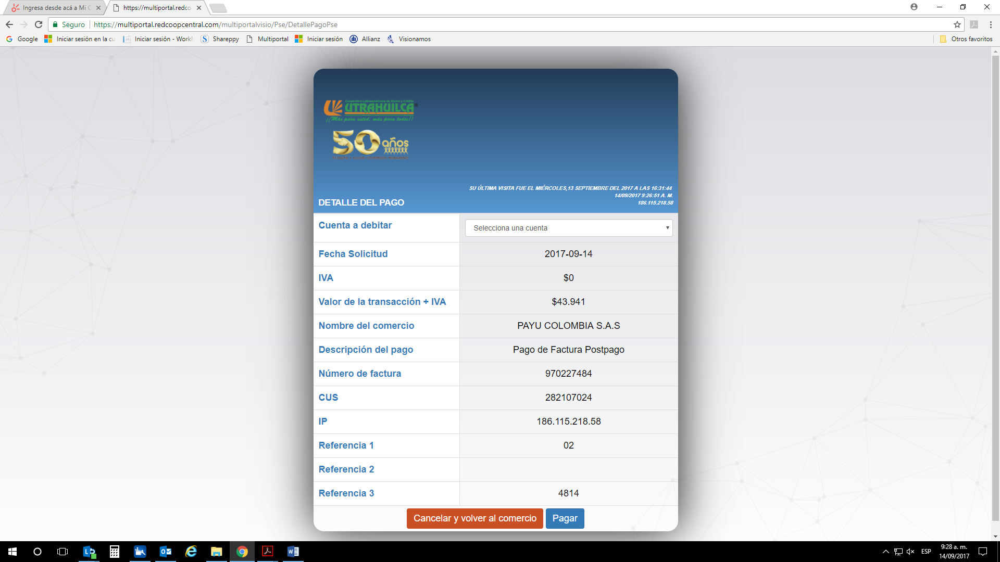 Ingresa desde acá a Mi C
https://multiportal.redco
Seguro
https://multiportal.redcoopcentral.com/multiportalvisio/Pse/DetallePagoPse
Google
Iniciar sesión en la cu
Iniciar sesión - Work
Shareppy
Multiportal
Iniciar sesión
Allianz
Visionamos
Otros favoritos
Cooperativa Latinoamericana de Ahorro y Crédito
UTRAHUILCA
¡¡Más para usted, más para todos!!
50 años
SU ÚLTIMA VISITA FUE EL MIÉRCOLES,13 SEPTIEMBRE DEL 2017 A LAS 16:31:44
14/09/2017 9:26:51 A. M.
186.115.218.58
DETALLE DEL PAGO
Cuenta a debitar Selecciona una cuenta
Fecha Solicitud 2017-09-14
IVA $0
Valor de la transacción + IVA $43.941
Nombre del comercio PAYU COLOMBIA S.A.S
Descripción del pago Pago de Factura Postpago
Número de factura 970227484
CUS 282107024
IP 186.115.218.58
Referencia 1 02
Referencia 2
Referencia 3 4814
Cancelar y volver al comercio Pagar
ESP
9:28 a. m.
14/09/2017